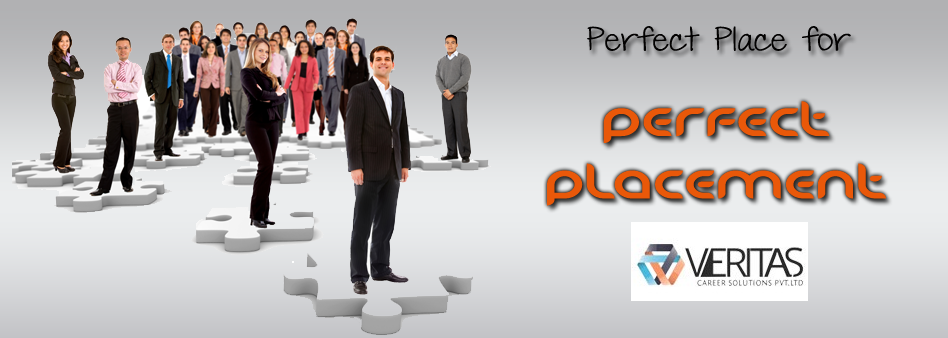 Perfect Place for
PERFECT
PLACEMENT
VERITAS
CAREER SOLUTIONS PVT.LTD